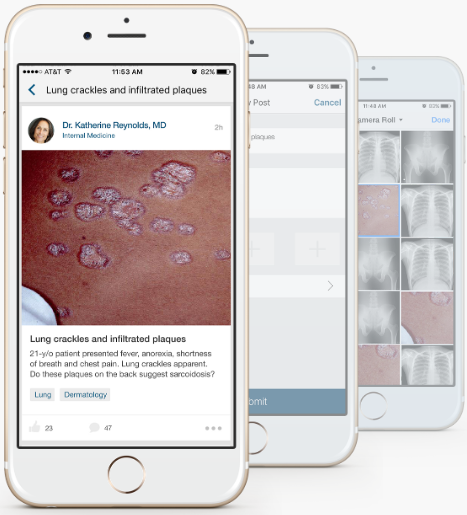 AT&T 11:53 AM 82%
Lung crackles and infiltrated plaques
Dr. Katherine Reynolds, MD
Internal Medicine
2h
Lung crackles and infiltrated plaques
21-y/o patient presented fever, anorexia, shortness
of breath and chest pain. Lung crackles apparent.
Do these plaques on the back suggest sarcoidosis?
Lung Dermatology
23 47
48 AM 83%
Post Cancel
plaques
omit
11:48 AM 83%
amera Roll Done